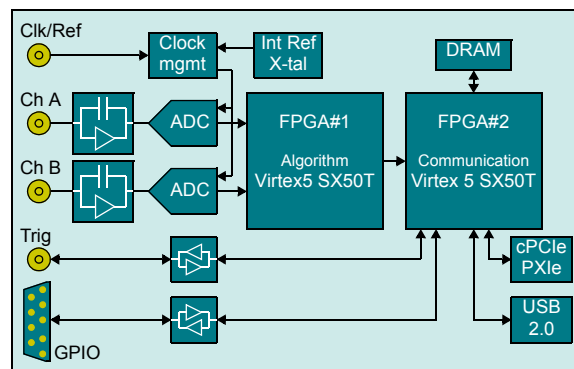 Clk/Ref
Clock
mgmt
Int Ref
X-tal
DRAM
Ch A
ADC
FPGA#1
Algorithm
Virtex5 SX50T
FPGA#2
Communication
Virtex 5 SX50T
Ch B
ADC
Trig
cPCIe
PXIe
USB
2.0
GPIO